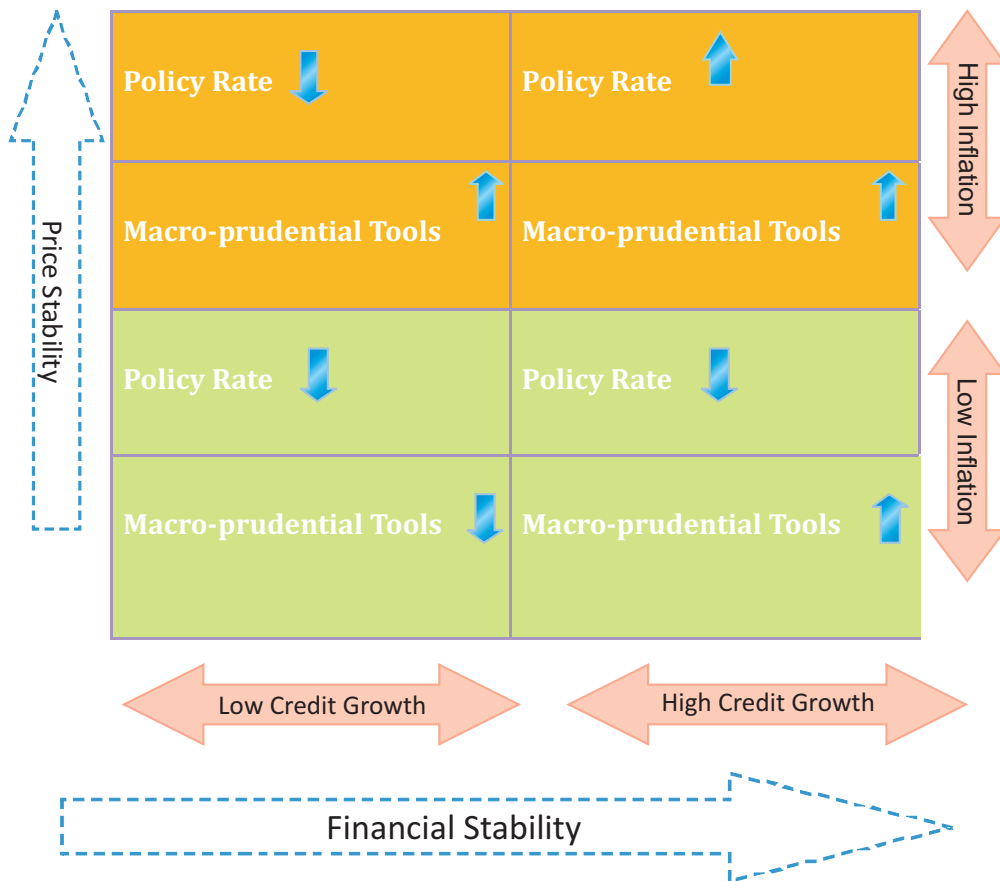 Policy Rate
Policy Rate
Macro-prudential Tools
Macro-prudential Tools
Policy Rate
Policy Rate
Macro-prudential Tools
Macro-prudential Tools
Price Stability
High Inflation
Low Inflation
Low Credit Growth
High Credit Growth
Financial Stability